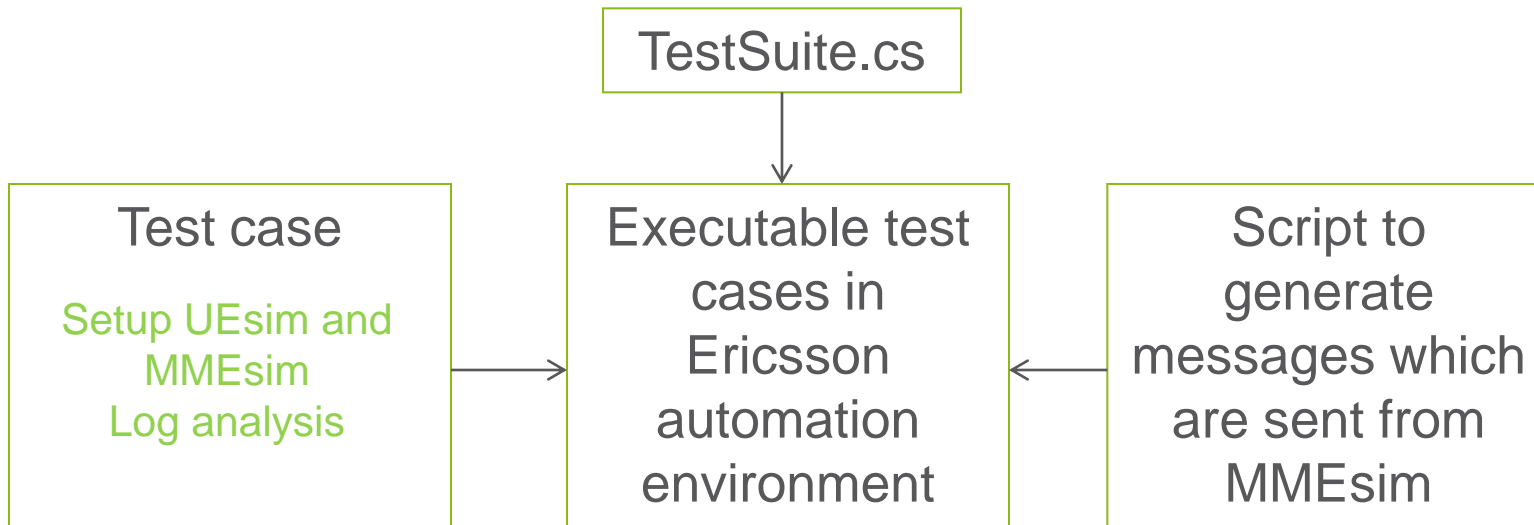 TestSuite.cs
Test case
Setup UEsim and
MMEsim
Log analysis
Executable test
cases in
Ericsson
automation
environment
Script to
generate
messages which
are sent from
MMEsim